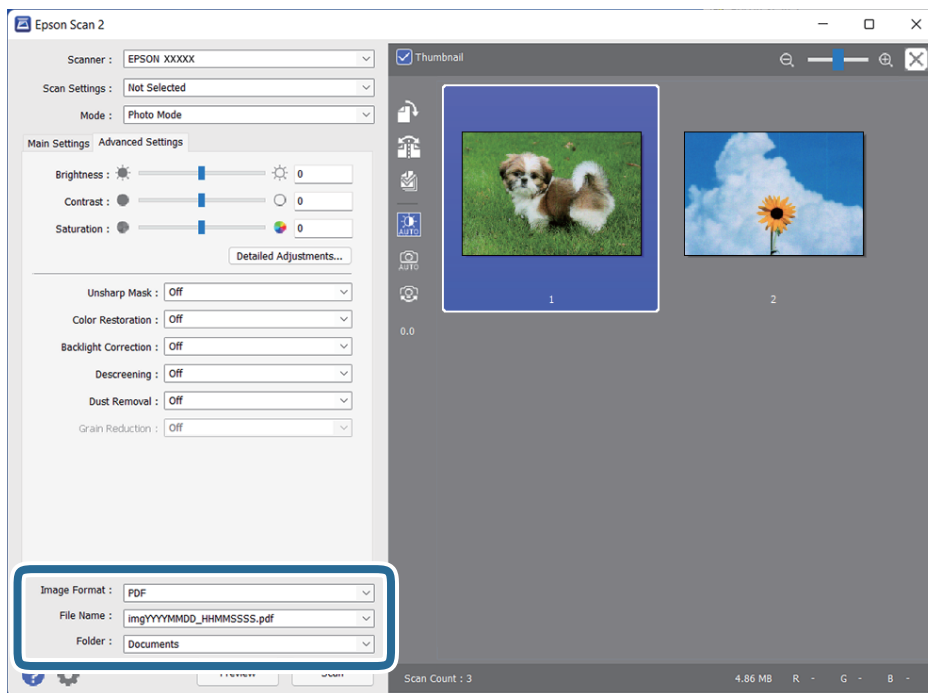 Epson Scan 2
Scanner : EPSON XXXXX
Scan Settings : Not Selected
Mode : Photo Mode
Main Settings Advanced Settings
Brightness : 0
Contrast : 0
Saturation : 0
Detailed Adjustments...
Unsharp Mask : Off
Color Restoration : Off
Backlight Correction : Off
Descreening : Off
Dust Removal : Off
Grain Reduction : Off
Image Format : PDF
File Name : imgYYYYMMDD_HHMMSSSS.pdf
Folder : Documents
Preview Scan
Thumbnail
AUTO
AUTO
0.0
1 2
Scan Count : 3 4.86 MB R - G - B -